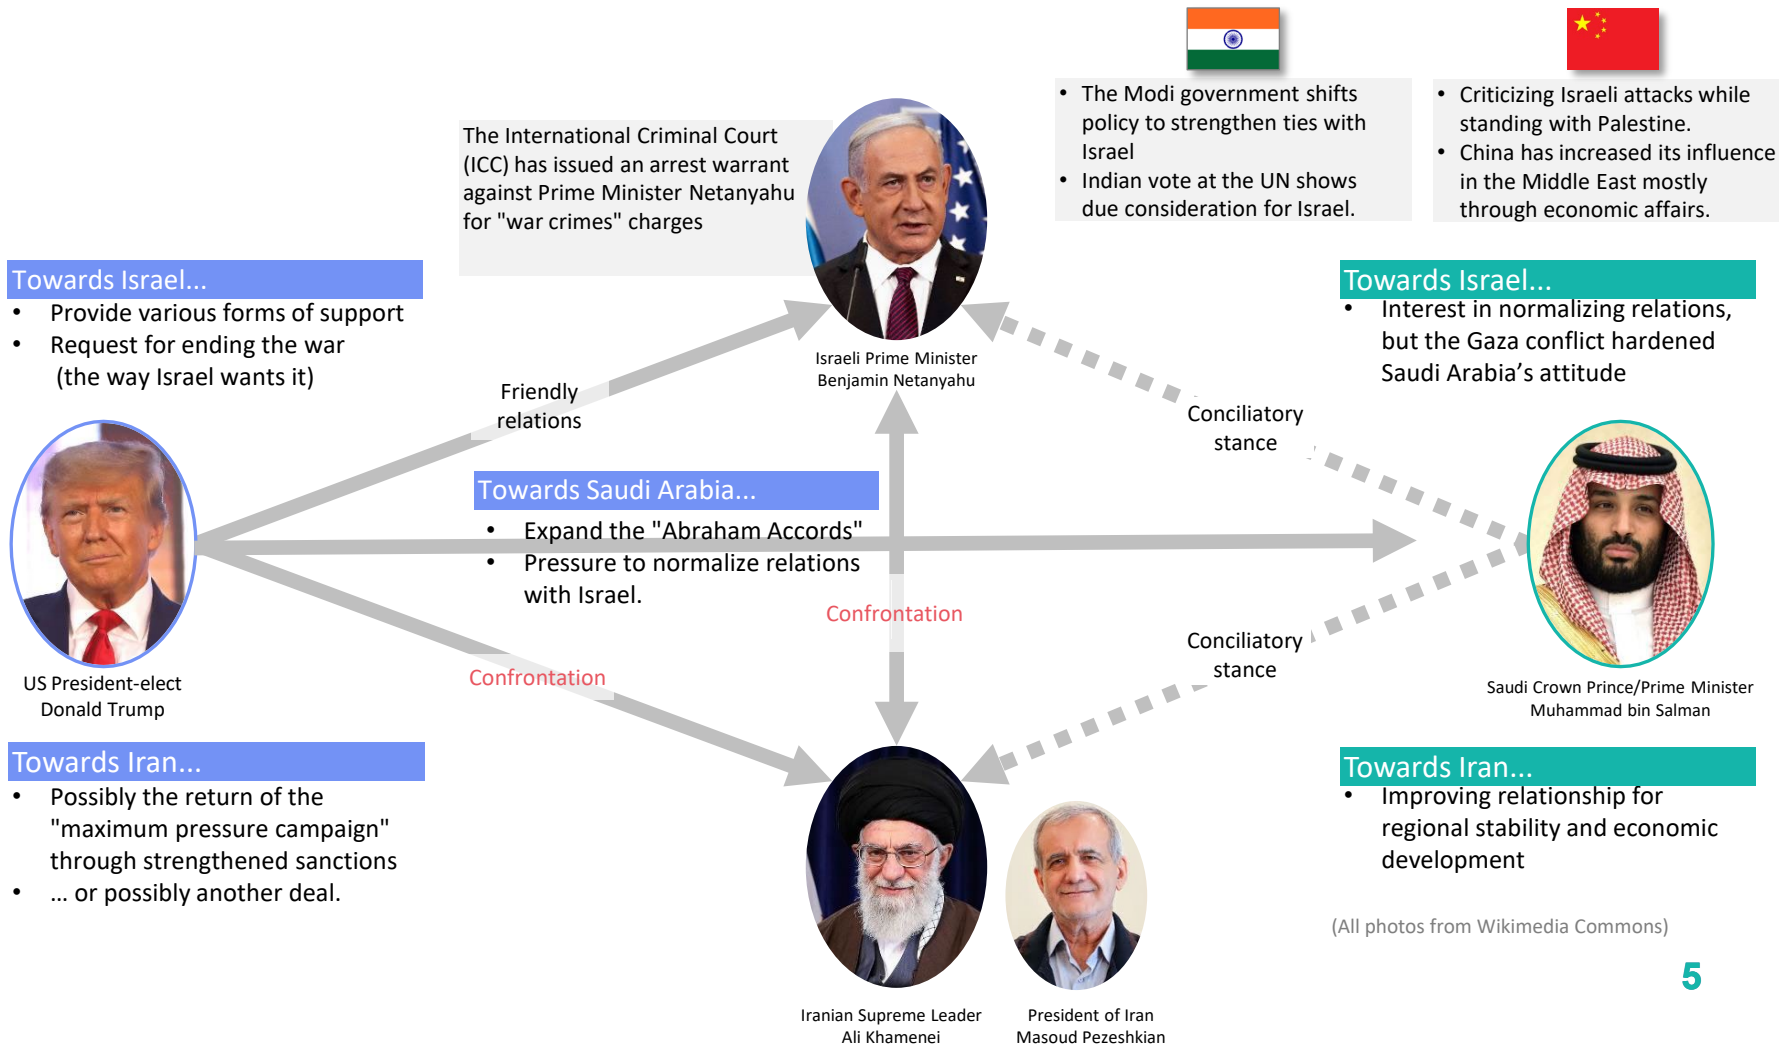 • The Modi government shifts
policy to strengthen ties with
Israel
• Indian vote at the UN shows
due consideration for Israel.
• Criticizing Israeli attacks while
standing with Palestine.
• China has increased its influence
in the Middle East mostly
through economic affairs.
The International Criminal Court
(ICC) has issued an arrest warrant
against Prime Minister Netanyahu
for "war crimes" charges
Israeli Prime Minister
Benjamin Netanyahu
Towards Israel...
• Provide various forms of support
• Request for ending the war
(the way Israel wants it)
Towards Israel...
• Interest in normalizing relations,
but the Gaza conflict hardened
Saudi Arabia’s attitude
Friendly
relations
Conciliatory
stance
Towards Saudi Arabia...
• Expand the "Abraham Accords"
• Pressure to normalize relations
with Israel.
Confrontation
Confrontation
Conciliatory
stance
US President-elect
Donald Trump
Saudi Crown Prince/Prime Minister
Muhammad bin Salman
Towards Iran...
• Possibly the return of the
"maximum pressure campaign"
through strengthened sanctions
• ... or possibly another deal.
Towards Iran...
• Improving relationship for
regional stability and economic
development
Iranian Supreme Leader
Ali Khamenei
President of Iran
Masoud Pezeshkian
(All photos from Wikimedia Commons)
5